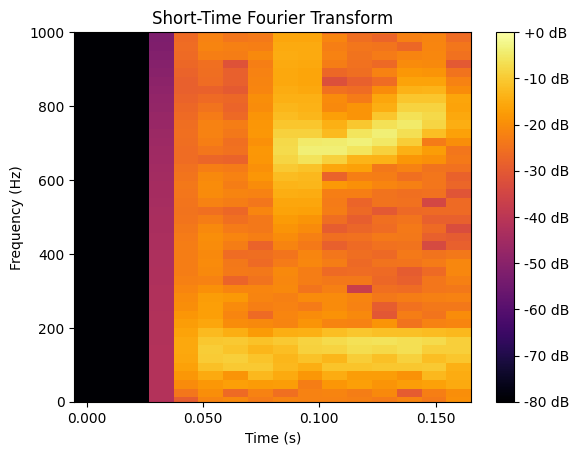 Short-Time Fourier Transform
1000
800
600
400
200
0
Frequency (Hz)
0.000
0.050
0.100
0.150
Time (s)
+0 dB
-10 dB
-20 dB
-30 dB
-40 dB
-50 dB
-60 dB
-70 dB
-80 dB